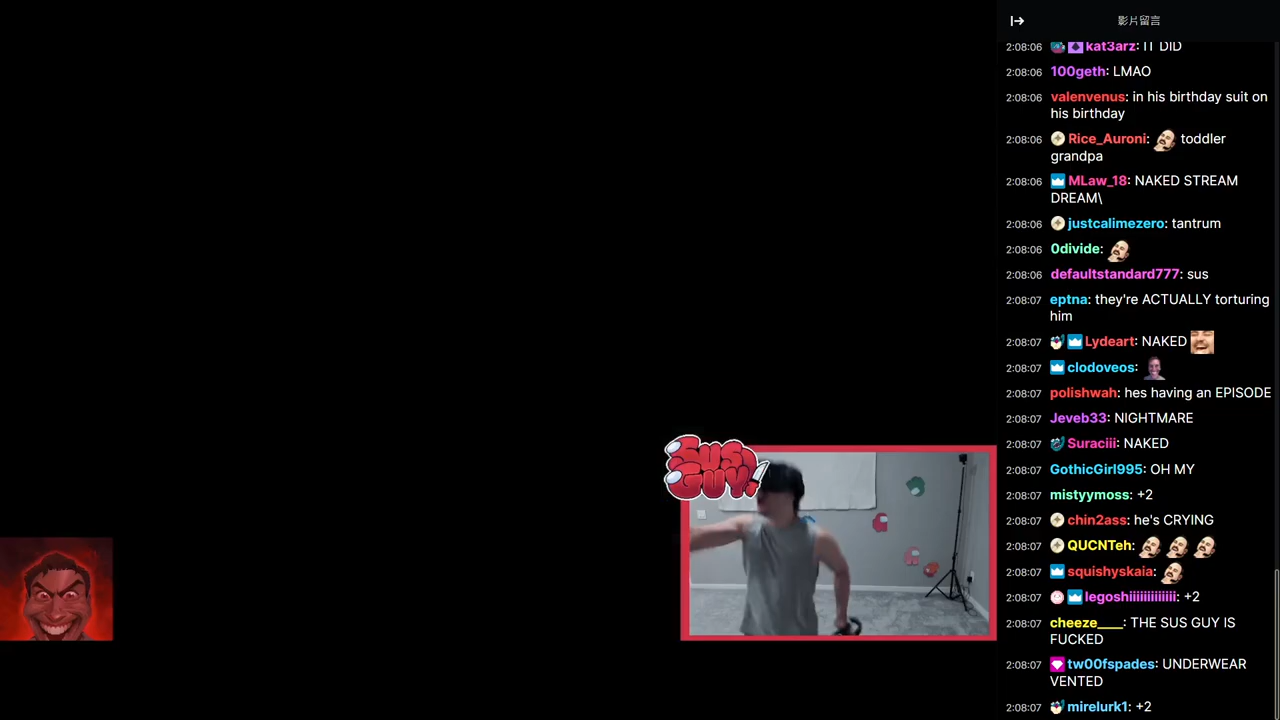 影片留言
2:08:06 kat3arz: IT DID
2:08:06 100geth: LMAO
2:08:06 valenvenus: in his birthday suit on
his birthday
2:08:06 Rice_Auroni: toddler
grandpa
2:08:06 MLaw_18: NAKED STREAM
DREAM\
2:08:06 justcalimezero: tantrum
2:08:06 0divide:
2:08:06 defaultstandard777: sus
2:08:07 eptna: they're ACTUALLY torturing
him
2:08:07 Lydeart: NAKED
2:08:07 clodoveos:
2:08:07 polishwah: hes having an EPISODE
2:08:07 Jeveb33: NIGHTMARE
2:08:07 Suraciii: NAKED
2:08:07 GothicGirl995: OH MY
2:08:07 mistyymoss: +2
2:08:07 chin2ass: he's CRYING
2:08:07 QUCNTeh:
2:08:07 squishyskaia:
2:08:07 legoshiiiiiiiiiiiii: +2
2:08:07 cheeze____: THE SUS GUY IS
FUCKED
2:08:07 tw00fspades: UNDERWEAR
VENTED
2:08:07 mirelurk1: +2
SUS
GUY!